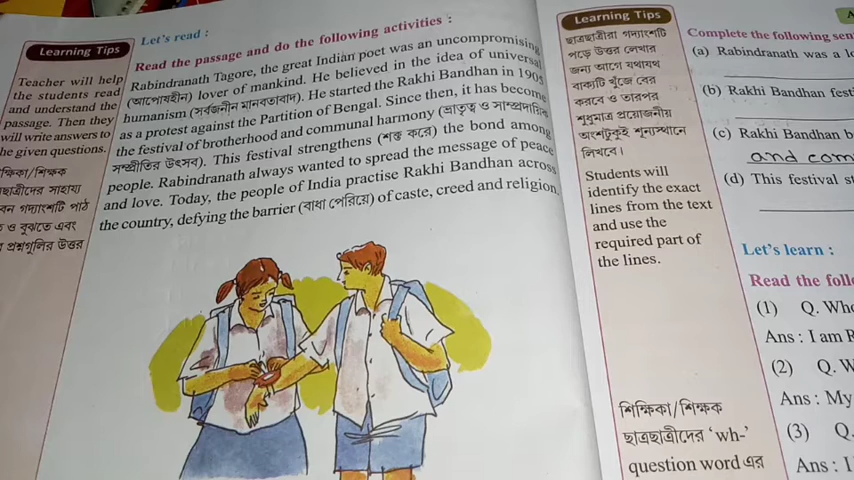 Learning Tips
Teacher will help
the students read
and understand the
passage. Then they
will write answers to
he given questions.
ক্ষিকা/শিক্ষক
ছাত্রীদের সাহায্য
বন গদ্যাংশটি পাঠ
ও বুঝতে এবং
প্রশ্নগুলির উত্তর
Let's read :
Read the passage and do the following activities :
Rabindranath Tagore, the great Indian poet was an uncompromising
(আপোষহীন) lover of mankind. He believed in the idea of universal
humanism (সর্বজনীন মানবতাবাদ). He started the Rakhi Bandhan in 1905
as a protest against the Partition of Bengal. Since then, it has become
the festival of brotherhood and communal harmony (ভ্রাতৃত্ব ও সাম্প্রদায়িক
সম্প্রীতির উৎসব). This festival strengthens (শক্ত করে) the bond among
people. Rabindranath always wanted to spread the message of peace
and love. Today, the people of India practise Rakhi Bandhan across
the country, defying the barrier (বাধা পেরিয়ে) of caste, creed and religion.
Learning Tips
ছাত্রছাত্রীরা গদ্যাংশটি
পড়ে উত্তর লেখার
জন্য আগে যথাযথ
বাক্যটি খুঁজে বের
করবে ও তারপর
শুধুমাত্র প্রয়োজনীয়
অংশটুকুই শূন্যস্থানে
লিখবে।
Students will
identify the exact
lines from the text
and use the
required part of
the lines.
শিক্ষিকা/শিক্ষক
ছাত্রছাত্রীদের 'wh-'
question word এর
Complete the following sen
(a) Rabindranath was a lo
(b) Rakhi Bandhan fest
(c) Rakhi Bandhan b
and com
(d) This festival s
Let's learn :
Read the follo
(1) Q. Who
Ans : I am R
(2) Q. W
Ans : My
(3) Q.
Ans : I